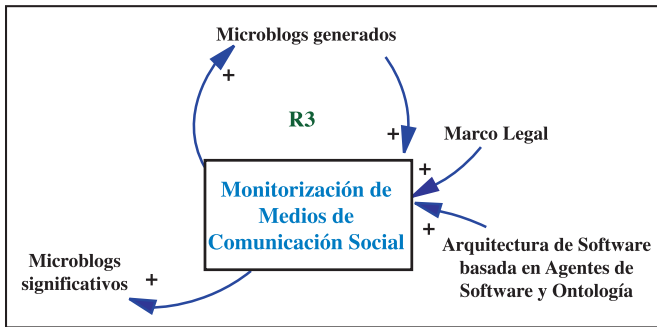 Microblogs generados
+
R3
+
Marco Legal
+
Monitorización de
Medios de
Comunicación Social
+
Arquitectura de Software
basada en Agentes de
Software y Ontología
Microblogs
significativos
+